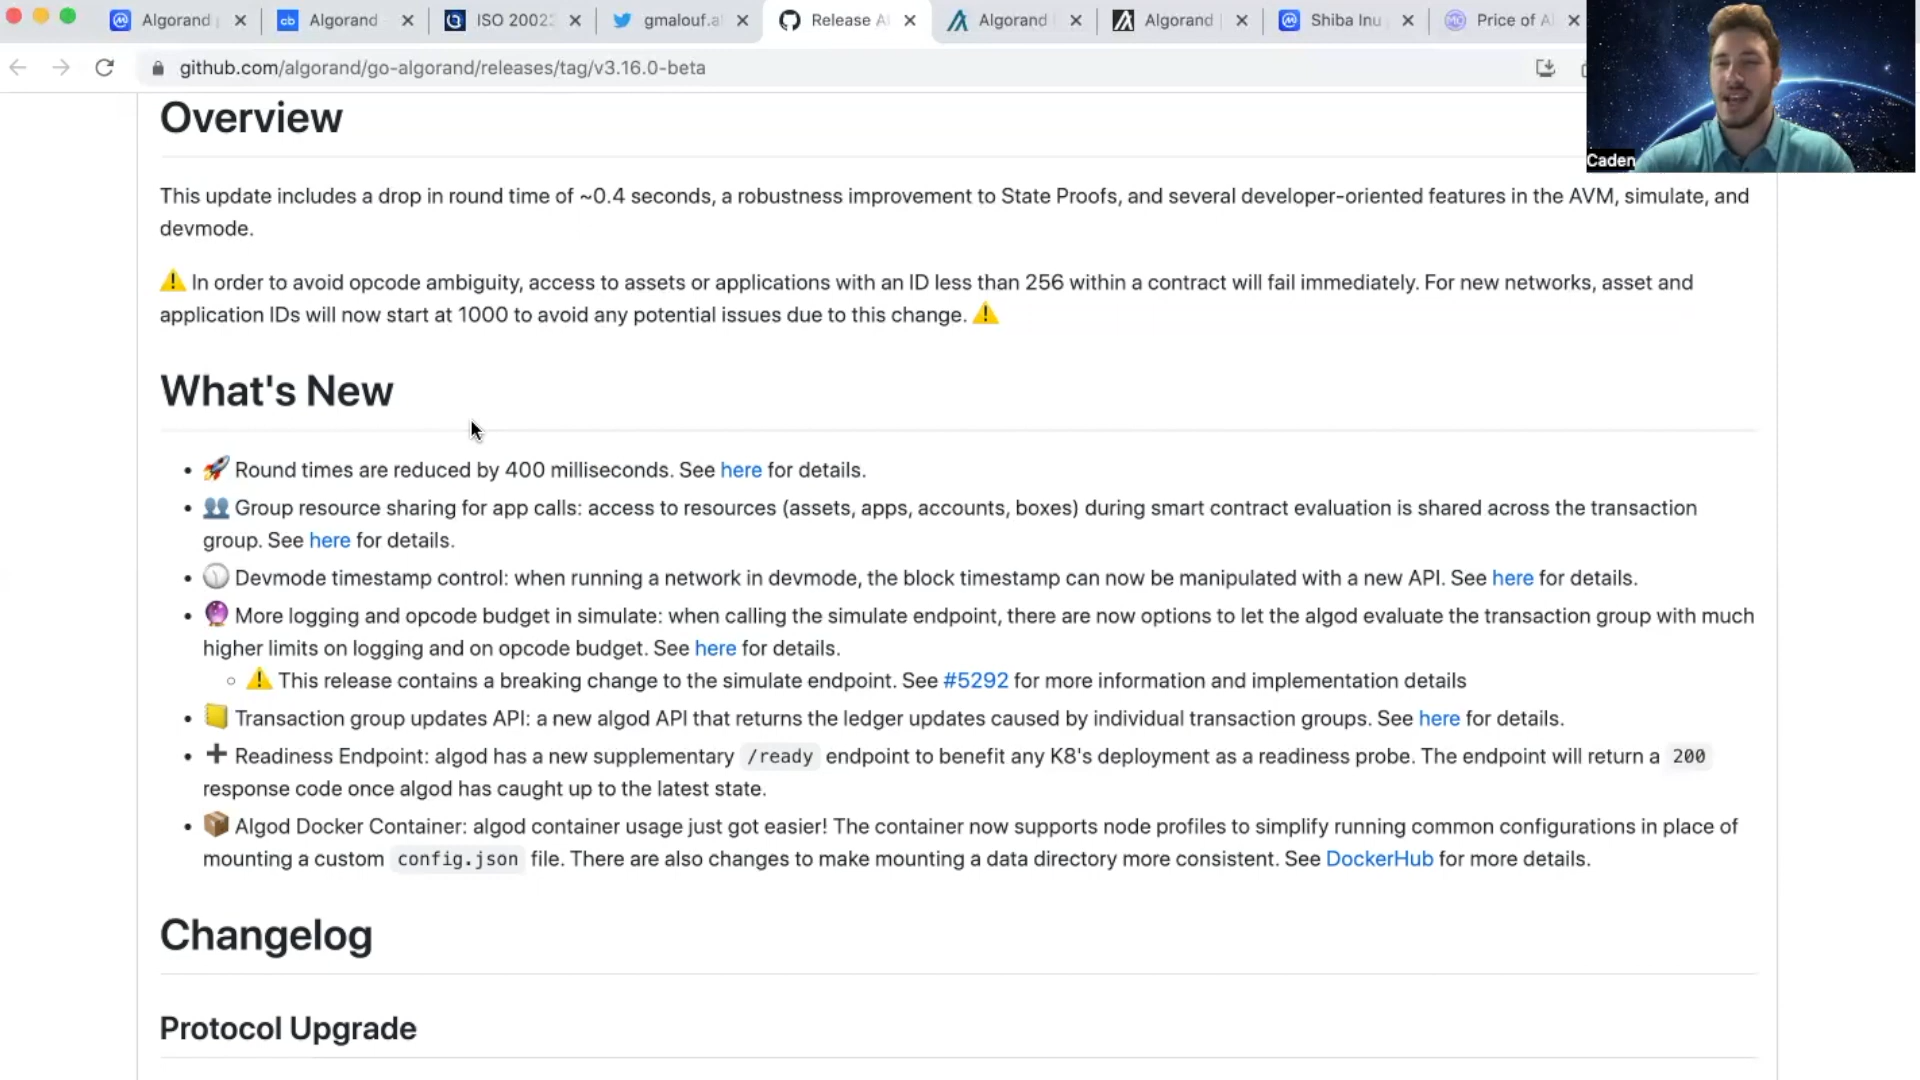 Algorand
Algorand
ISO 2002
gmalouf.a
Release Al
Algorand
Algorand
Shiba Inu
Price of Al
github.com/algorand/go-algorand/releases/tag/v3.16.0-beta
Caden
Overview
This update includes a drop in round time of ~0.4 seconds, a robustness improvement to State Proofs, and several developer-oriented features in the AVM, simulate, and
devmode.
⚠️ In order to avoid opcode ambiguity, access to assets or applications with an ID less than 256 within a contract will fail immediately. For new networks, asset and
application IDs will now start at 1000 to avoid any potential issues due to this change. ⚠️
What's New
• 🚀 Round times are reduced by 400 milliseconds. See here for details.
• 👥 Group resource sharing for app calls: access to resources (assets, apps, accounts, boxes) during smart contract evaluation is shared across the transaction
group. See here for details.
• Devmode timestamp control: when running a network in devmode, the block timestamp can now be manipulated with a new API. See here for details.
• 🔮 More logging and opcode budget in simulate: when calling the simulate endpoint, there are now options to let the algod evaluate the transaction group with much
higher limits on logging and on opcode budget. See here for details.
○ ⚠️ This release contains a breaking change to the simulate endpoint. See #5292 for more information and implementation details
• 📒 Transaction group updates API: a new algod API that returns the ledger updates caused by individual transaction groups. See here for details.
• ➕ Readiness Endpoint: algod has a new supplementary /ready endpoint to benefit any K8's deployment as a readiness probe. The endpoint will return a 200
response code once algod has caught up to the latest state.
• 📦 Algod Docker Container: algod container usage just got easier! The container now supports node profiles to simplify running common configurations in place of
mounting a custom config.json file. There are also changes to make mounting a data directory more consistent. See DockerHub for more details.
Changelog
Protocol Upgrade